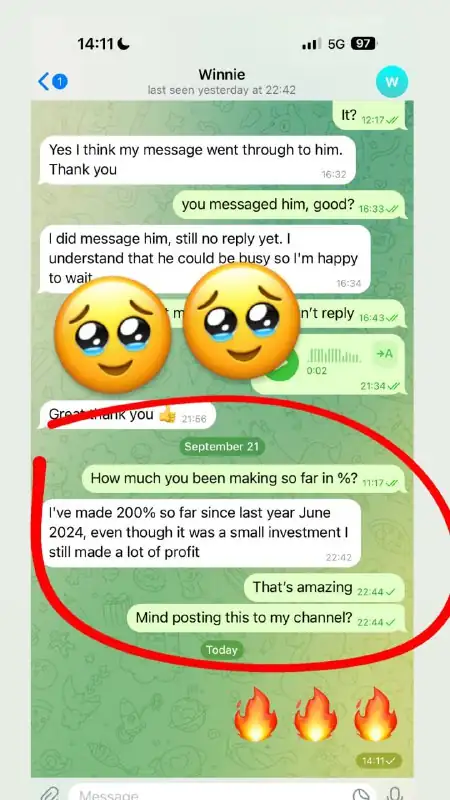 14:11
5G 97
1
Winnie
last seen yesterday at 22:42
W
It? 12:17
Yes I think my message went through to him.
Thank you
16:32
you messaged him, good? 16:33
I did message him, still no reply yet. I
understand that he could be busy so I'm happy
to wait
16:34
n't reply 16:43
0:02
→A
21:34
Great thank you 👍 21:56
September 21
How much you been making so far in %? 11:17
I've made 200% so far since last year June
2024, even though it was a small investment I
still made a lot of profit
22:42
That's amazing 22:44
Mind posting this to my channel? 22:44
Today
14:11
Message